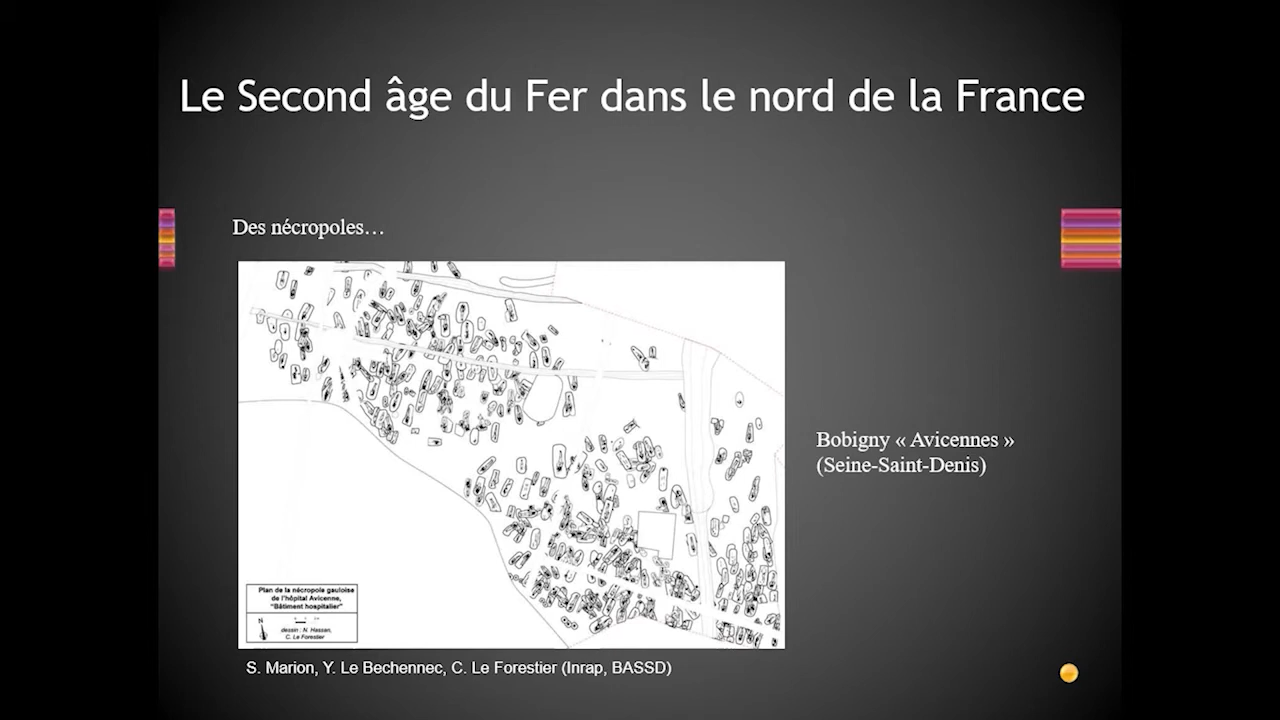 Le Second âge du Fer dans le nord de la France
Des nécropoles…
Bobigny « Avicennes »
(Seine-Saint-Denis)
Plan de la nécropole gauloise
de l'hôpital Avicenne,
"Bâtiment hospitalier"
N
dessin : N. Hassan,
C. Le Forestier
S. Marion, Y. Le Bechennec, C. Le Forestier (Inrap, BASSD)